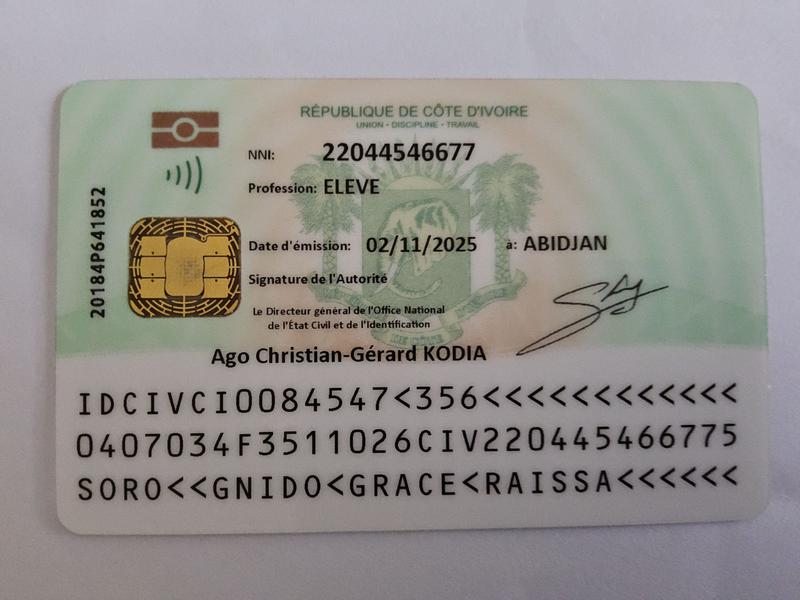 RÉPUBLIQUE DE CÔTE D'IVOIRE
UNION - DISCIPLINE - TRAVAIL
NNI: 22044546677
Profession: ELEVE
20184P641852
Date d'émission: 02/11/2025 à: ABIDJAN
Signature de l'Autorité
Le Directeur général de l'Office National
de l'État Civil et de l'Identification
Ago Christian-Gérard KODIA
IDCIVCI0084547<356<<<<<<<<<<<<
0407034F3511026CIV220445466775
SORO<<GNIDO<GRACE<RAISSA<<<<<<